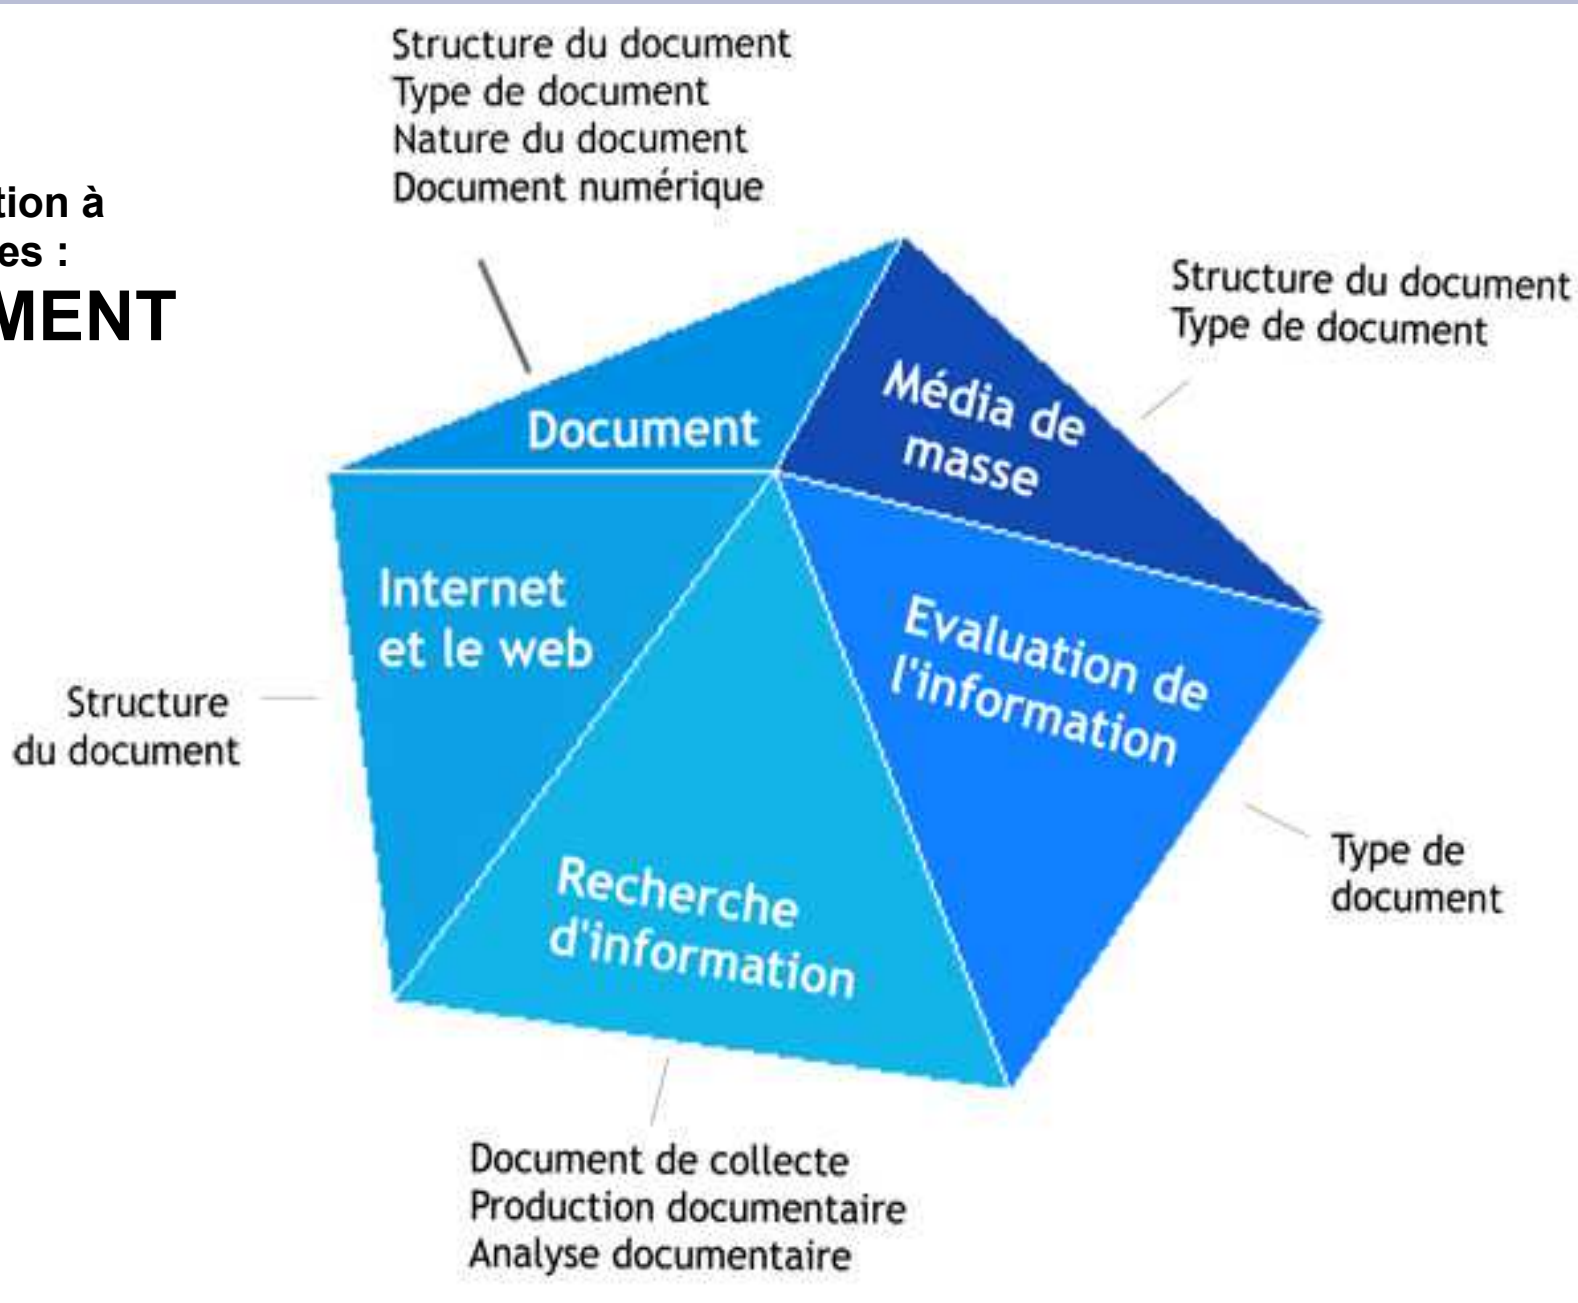 Structure du document
Type de document
Nature du document
Document numérique
tion à
es :
MENT
Structure du document
Type de document
Document
Média de
masse
Internet
et le web
Evaluation de
l'information
Structure
du document
Type de
document
Recherche
d'information
Document de collecte
Production documentaire
Analyse documentaire